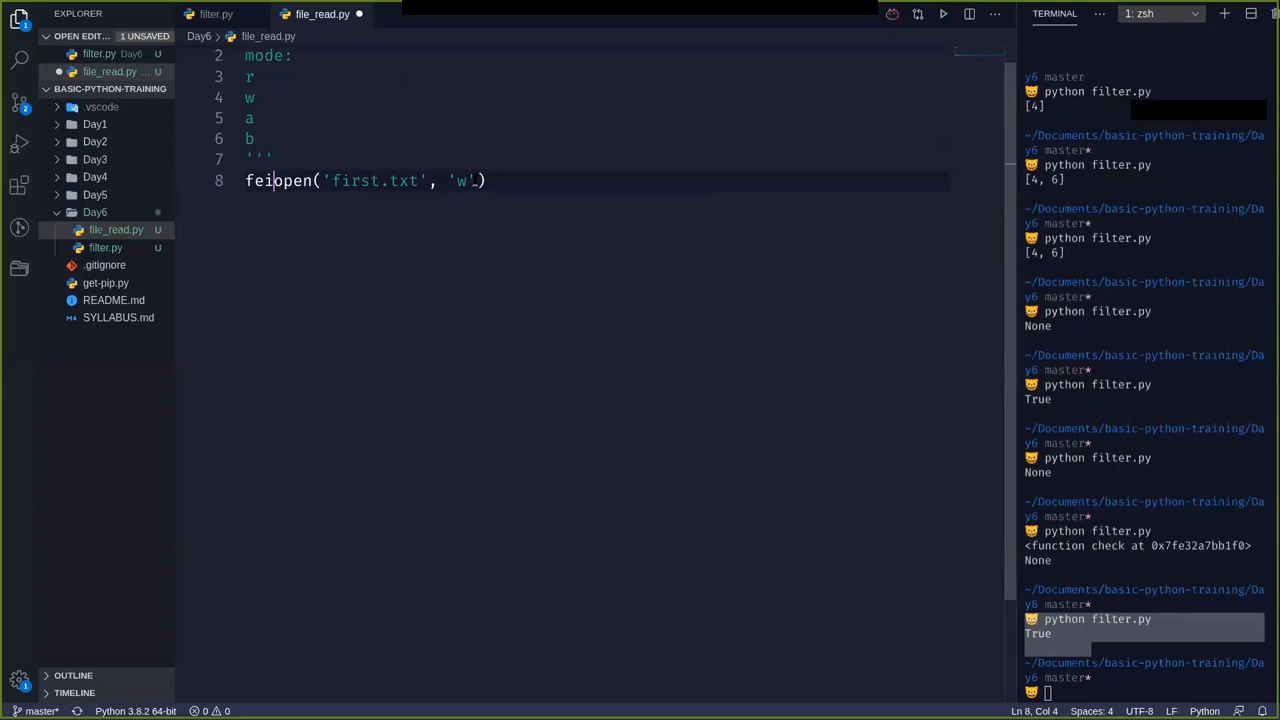 filter.py
file_read.py
EXPLORER
OPEN EDIT... 1 UNSAVED
filter.py Day6 U
file_read.py ... U
BASIC-PYTHON-TRAINING
.vscode
Day1
Day2
Day3
Day4
Day5
Day6
file_read.py U
filter.py U
.gitignore
get-pip.py
README.md
SYLLABUS.md
OUTLINE
TIMELINE
1
2
1
Day6 > file_read.py
2 mode:
3 r
4 w
5 a
6 b
7 '''
8 feiopen('first.txt', 'w')
TERMINAL ... 1: zsh
y6 master
python filter.py
[4]
~/Documents/basic-python-training/Da
y6 master*
python filter.py
[4, 6]
~/Documents/basic-python-training/Da
y6 master*
python filter.py
[4, 6]
~/Documents/basic-python-training/Da
y6 master*
python filter.py
None
~/Documents/basic-python-training/Da
y6 master*
python filter.py
True
~/Documents/basic-python-training/Da
y6 master*
python filter.py
None
~/Documents/basic-python-training/Da
y6 master*
python filter.py
<function check at 0x7fe32a7bb1f0>
None
~/Documents/basic-python-training/Da
y6 master*
python filter.py
True
~/Documents/basic-python-training/Da
y6 master*
master* Python 3.8.2 64-bit 0 0 Ln 8, Col 4 Spaces: 4 UTF-8 LF Python